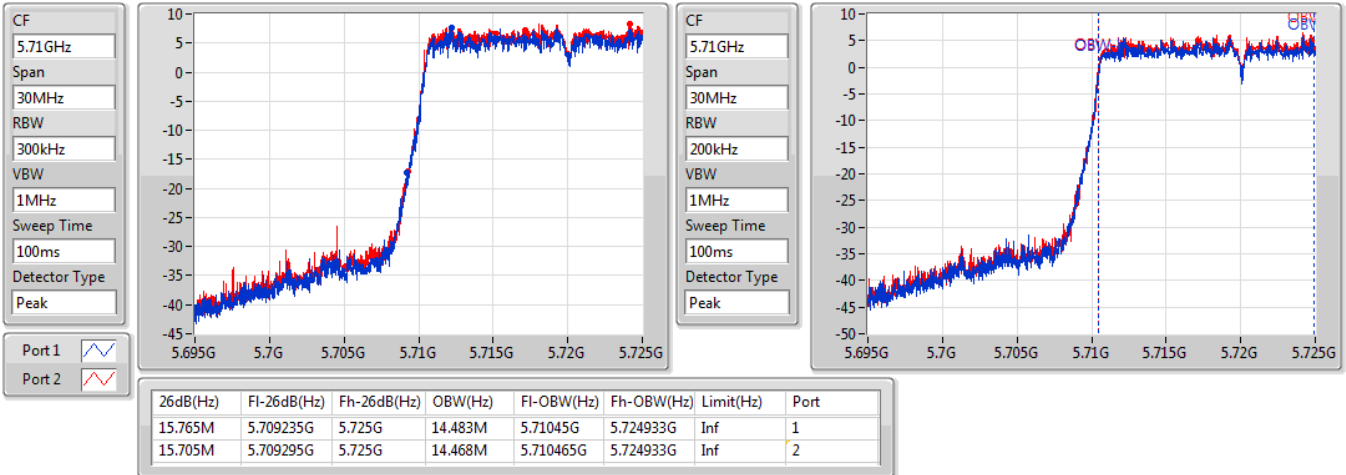 CF
5.71GHz
Span
30MHz
RBW
300kHz
VBW
1MHz
Sweep Time
100ms
Detector Type
Peak
Port 1
Port 2
10
5
0
-5
-10
-15
-20
-25
-30
-35
-40
-45
5.695G 5.7G 5.705G 5.71G 5.715G 5.72G 5.725G
CF
5.71GHz
Span
30MHz
RBW
200kHz
VBW
1MHz
Sweep Time
100ms
Detector Type
Peak
10
5
0
-5
-10
-15
-20
-25
-30
-35
-40
-45
-50
OBW
OBW
OBW
5.695G 5.7G 5.705G 5.71G 5.715G 5.72G 5.725G
26dB(Hz) Fl-26dB(Hz) Fh-26dB(Hz) OBW(Hz) Fl-OBW(Hz) Fh-OBW(Hz) Limit(Hz) Port
15.765M 5.709235G 5.725G 14.483M 5.71045G 5.724933G Inf 1
15.705M 5.709295G 5.725G 14.468M 5.710465G 5.724933G Inf 2